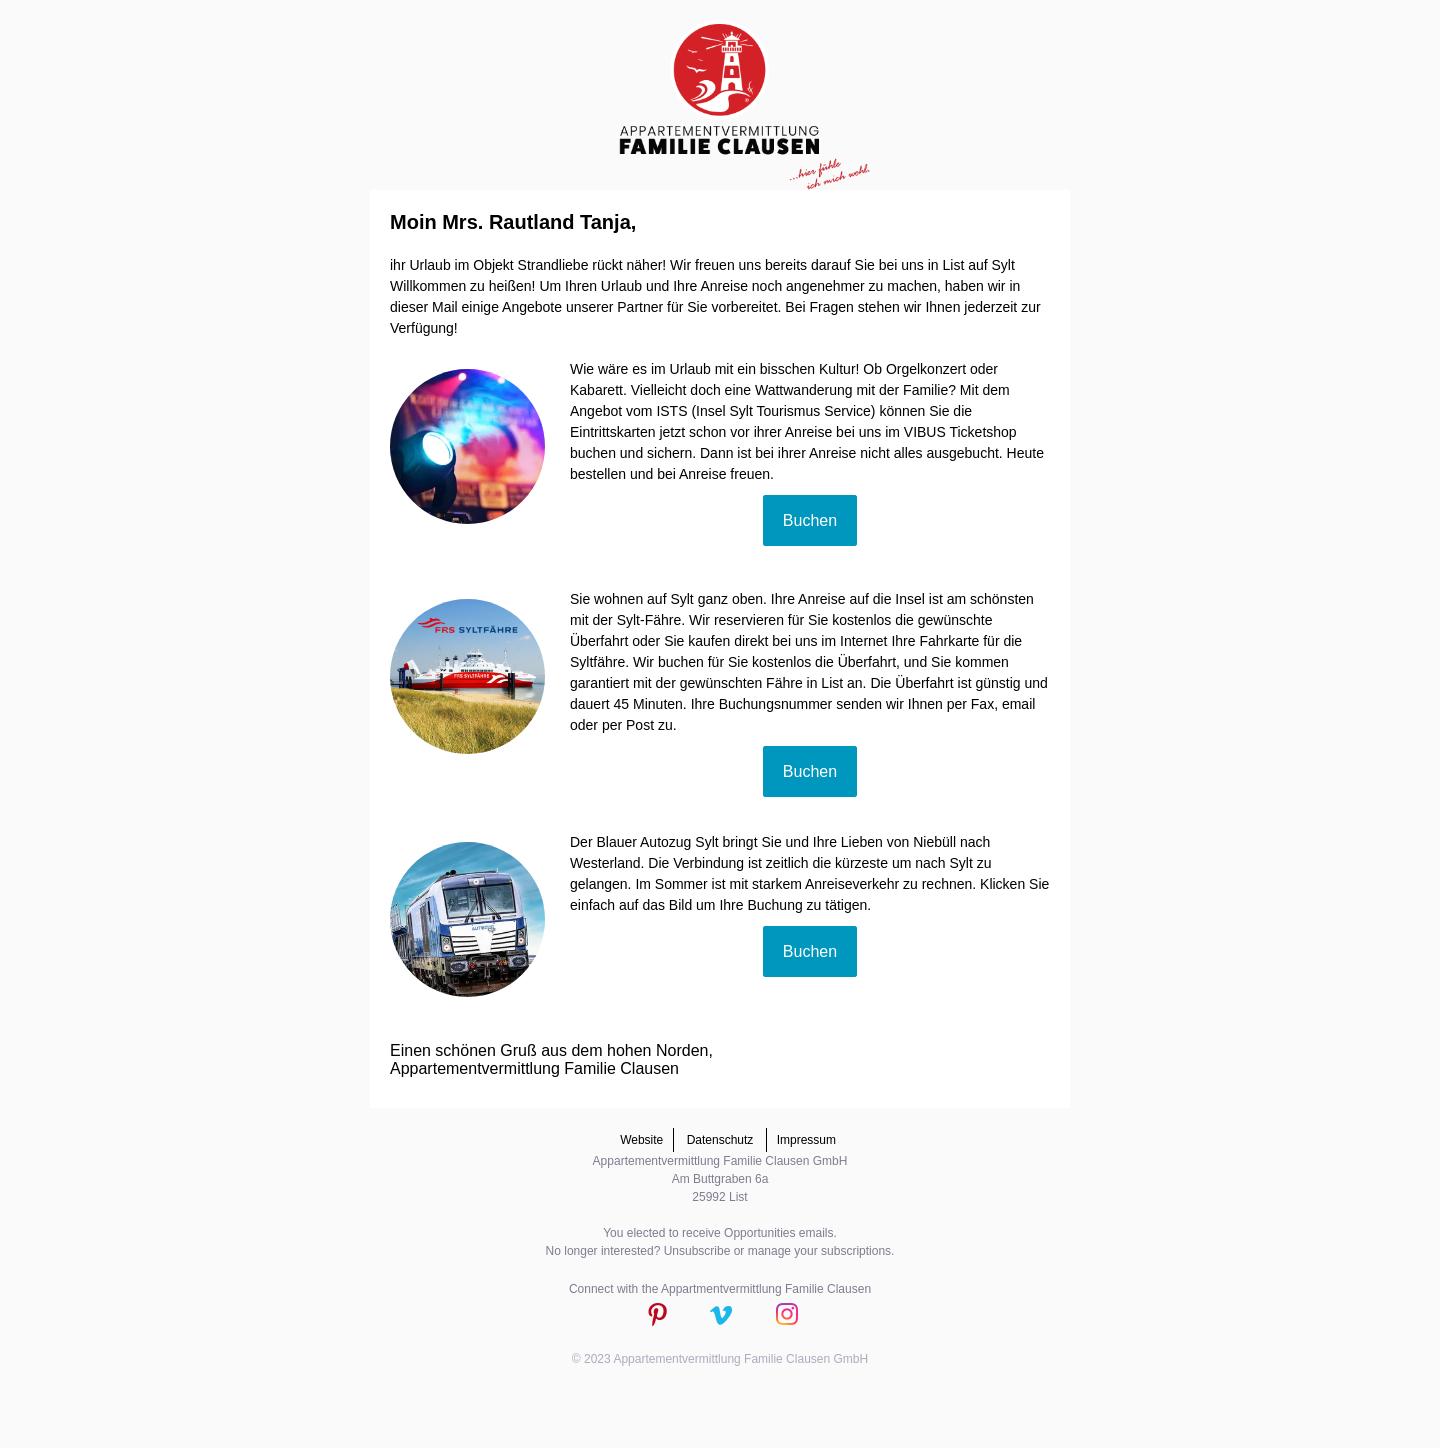 APPARTEMENTVERMITTLUNG
FAMILIE CLAUSEN
...hier fühle
ich mich wohl.
Moin Mrs. Rautland Tanja,
ihr Urlaub im Objekt Strandliebe rückt näher! Wir freuen uns bereits darauf Sie bei uns in List auf Sylt
Willkommen zu heißen! Um Ihren Urlaub und Ihre Anreise noch angenehmer zu machen, haben wir in
dieser Mail einige Angebote unserer Partner für Sie vorbereitet. Bei Fragen stehen wir Ihnen jederzeit zur
Verfügung!
Wie wäre es im Urlaub mit ein bisschen Kultur! Ob Orgelkonzert oder
Kabarett. Vielleicht doch eine Wattwanderung mit der Familie? Mit dem
Angebot vom ISTS (Insel Sylt Tourismus Service) können Sie die
Eintrittskarten jetzt schon vor ihrer Anreise bei uns im VIBUS Ticketshop
buchen und sichern. Dann ist bei ihrer Anreise nicht alles ausgebucht. Heute
bestellen und bei Anreise freuen.
Buchen
FRS SYLTFÄHRE
FRS SYLTFÄHRE
Sie wohnen auf Sylt ganz oben. Ihre Anreise auf die Insel ist am schönsten
mit der Sylt-Fähre. Wir reservieren für Sie kostenlos die gewünschte
Überfahrt oder Sie kaufen direkt bei uns im Internet Ihre Fahrkarte für die
Syltfähre. Wir buchen für Sie kostenlos die Überfahrt, und Sie kommen
garantiert mit der gewünschten Fähre in List an. Die Überfahrt ist günstig und
dauert 45 Minuten. Ihre Buchungsnummer senden wir Ihnen per Fax, email
oder per Post zu.
Buchen
Der Blauer Autozug Sylt bringt Sie und Ihre Lieben von Niebüll nach
Westerland. Die Verbindung ist zeitlich die kürzeste um nach Sylt zu
gelangen. Im Sommer ist mit starkem Anreiseverkehr zu rechnen. Klicken Sie
einfach auf das Bild um Ihre Buchung zu tätigen.
Buchen
Einen schönen Gruß aus dem hohen Norden,
Appartementvermittlung Familie Clausen
Website Datenschutz Impressum
Appartementvermittlung Familie Clausen GmbH
Am Buttgraben 6a
25992 List
You elected to receive Opportunities emails.
No longer interested? Unsubscribe or manage your subscriptions.
Connect with the Appartmentvermittlung Familie Clausen
© 2023 Appartementvermittlung Familie Clausen GmbH